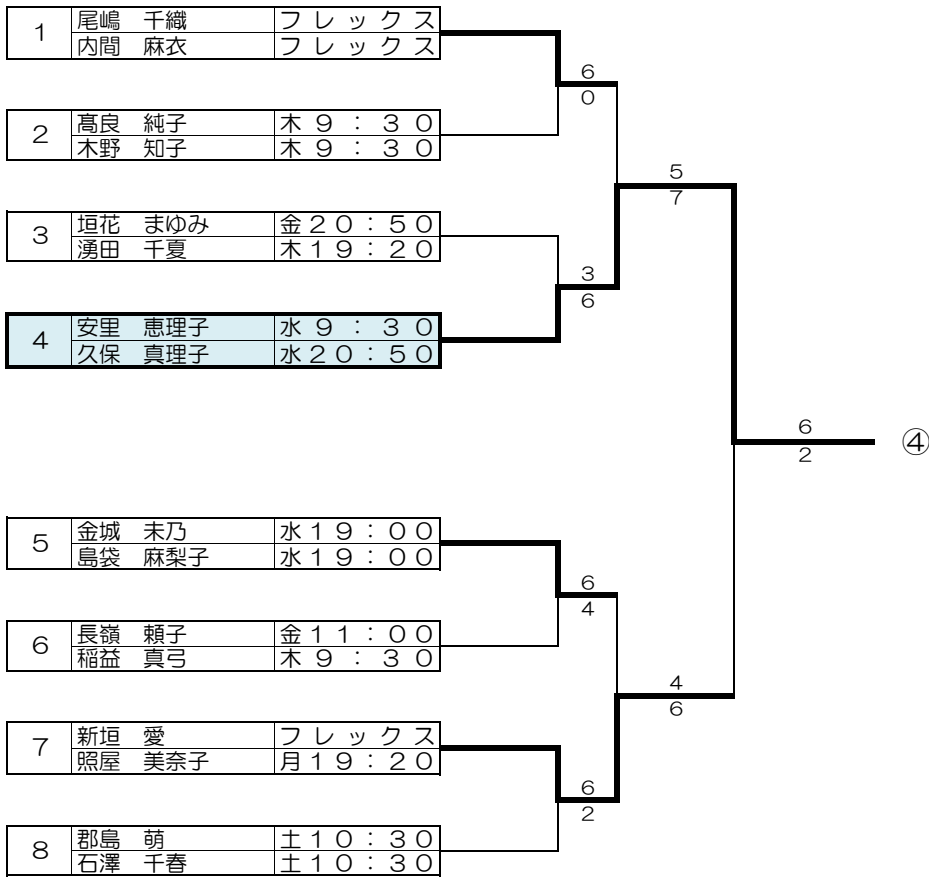 1
尾嶋 千織 フレックス
内間 麻衣 フレックス
6
0
2
髙良 純子 木9:30
木野 知子 木9:30
5
7
3
垣花 まゆみ 金20:50
湧田 千夏 木19:20
3
6
4
安里 恵理子 水9:30
久保 真理子 水20:50
6
2
④
5
金城 未乃 水19:00
島袋 麻梨子 水19:00
6
4
6
長嶺 頼子 金11:00
稲益 真弓 木9:30
4
6
7
新垣 愛 フレックス
照屋 美奈子 月19:20
6
2
8
郡島 萌 土10:30
石澤 千春 土10:30